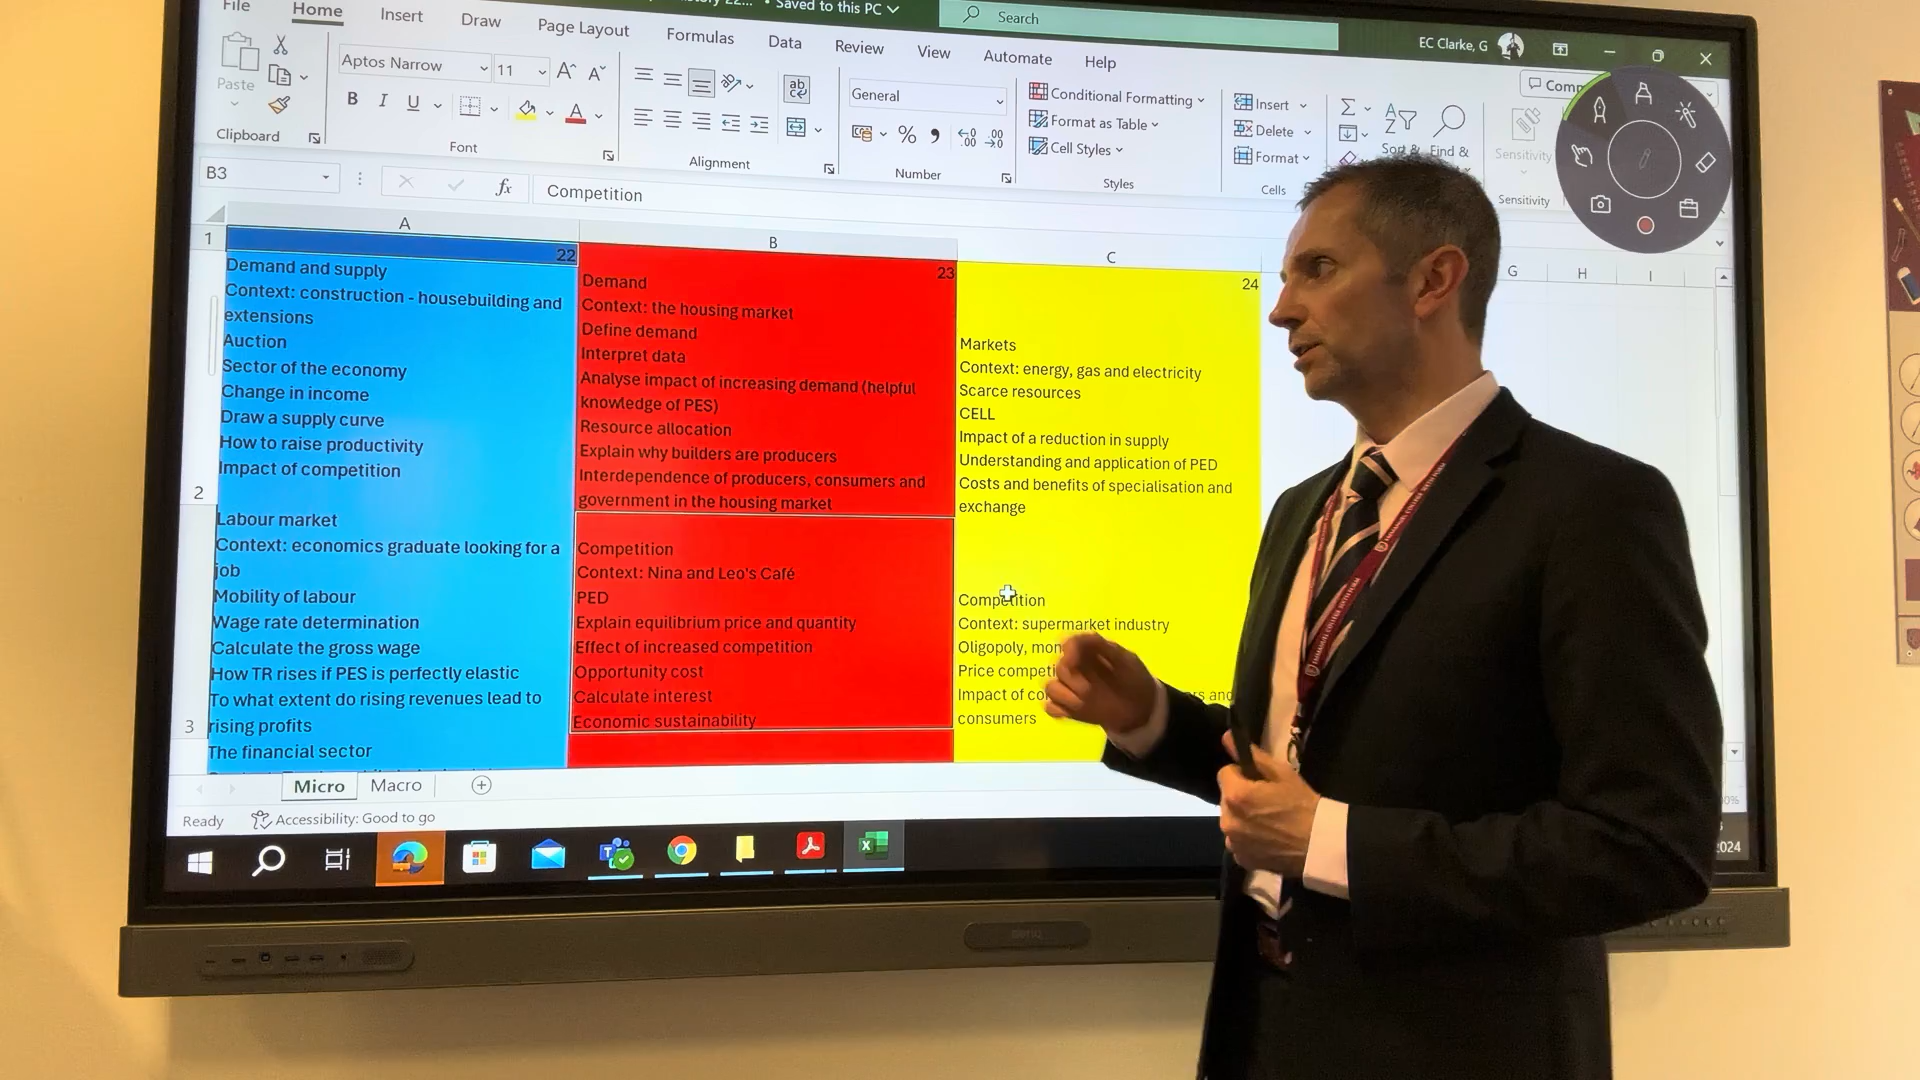 Saved to this PC
Search
EC Clarke, G
File
Home
Insert
Draw
Page Layout
Formulas
Data
Review
View
Automate
Help
Paste
Clipboard
Aptos Narrow
11
B I U
Font
Alignment
General
Number
Conditional Formatting
Format as Table
Cell Styles
Styles
Insert
Delete
Format
Cells
Sort &
Find &
Sensitivity
Sensitivity
B3
fx
Competition
A
B
C
G
H
I
1
22
23
24
Demand and supply
Context: construction - housebuilding and
extensions
Auction
Sector of the economy
Change in income
Draw a supply curve
How to raise productivity
Impact of competition
Demand
Context: the housing market
Define demand
Interpret data
Analyse impact of increasing demand (helpful
knowledge of PES)
Resource allocation
Explain why builders are producers
Interdependence of producers, consumers and
government in the housing market
Markets
Context: energy, gas and electricity
Scarce resources
CELL
Impact of a reduction in supply
Understanding and application of PED
Costs and benefits of specialisation and
exchange
2
Labour market
Context: economics graduate looking for a
job
Mobility of labour
Wage rate determination
Calculate the gross wage
How TR rises if PES is perfectly elastic
To what extent do rising revenues lead to
rising profits
The financial sector
Competition
Context: Nina and Leo's Café
PED
Explain equilibrium price and quantity
Effect of increased competition
Opportunity cost
Calculate interest
Economic sustainability
Competition
Context: supermarket industry
Oligopoly,
Price
Impact of
and
consumers
3
Micro
Macro
Ready
Accessibility: Good to go
2024
BenQ